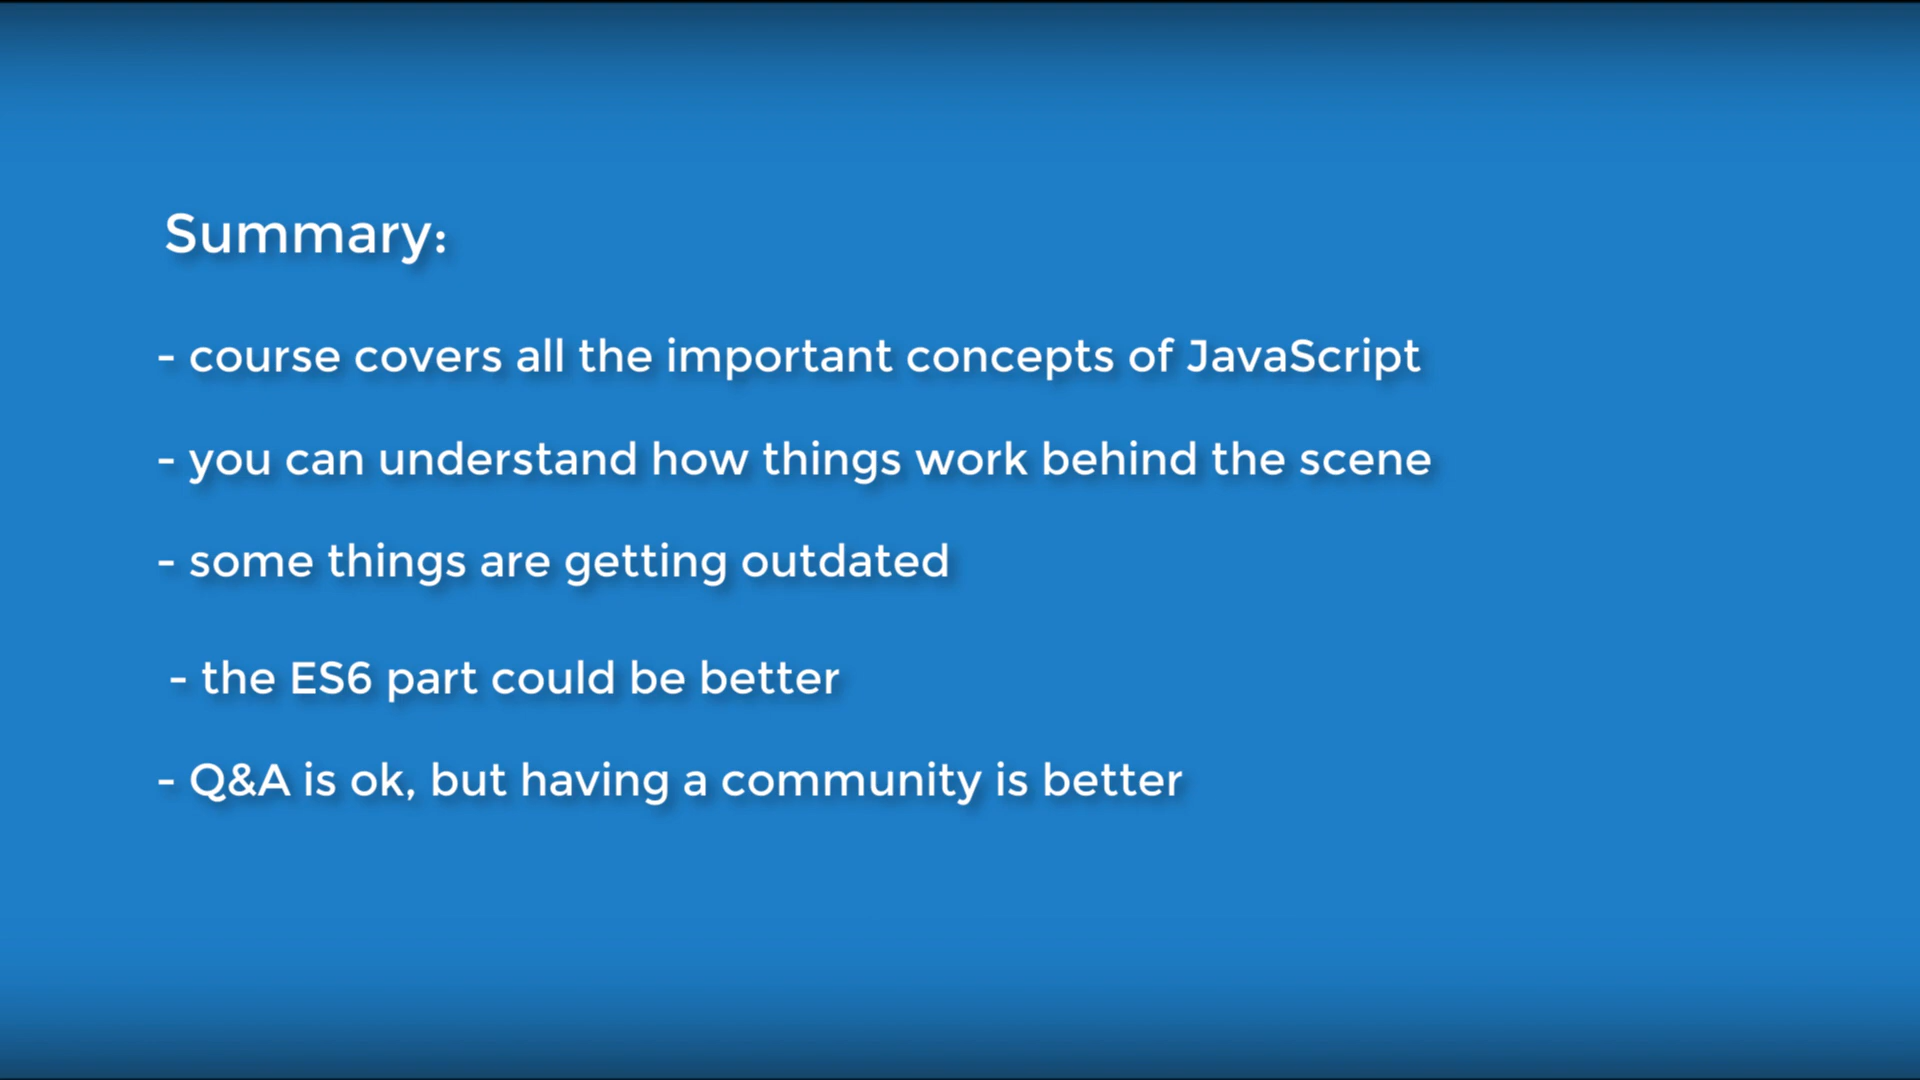 Summary:
- course covers all the important concepts of JavaScript
- you can understand how things work behind the scene
- some things are getting outdated
- the ES6 part could be better
- Q&A is ok, but having a community is better